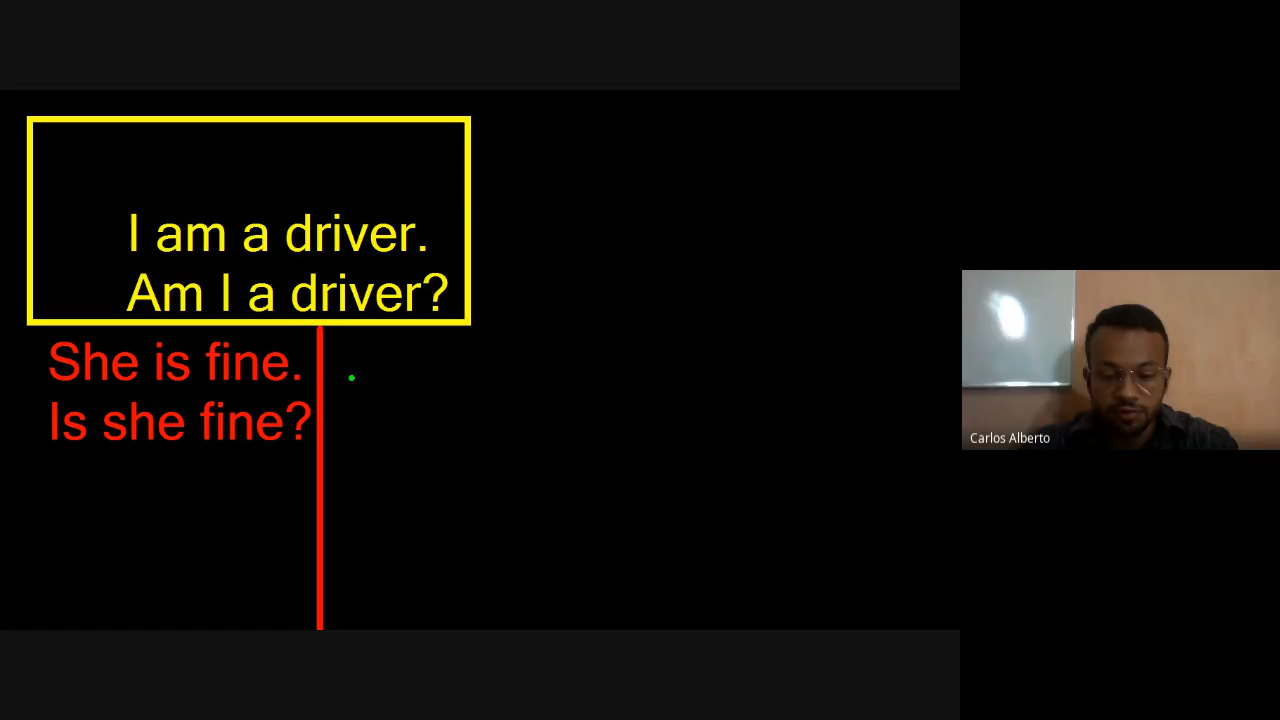 I am a driver.
Am I a driver?
She is fine.
Is she fine?
Carlos Alberto